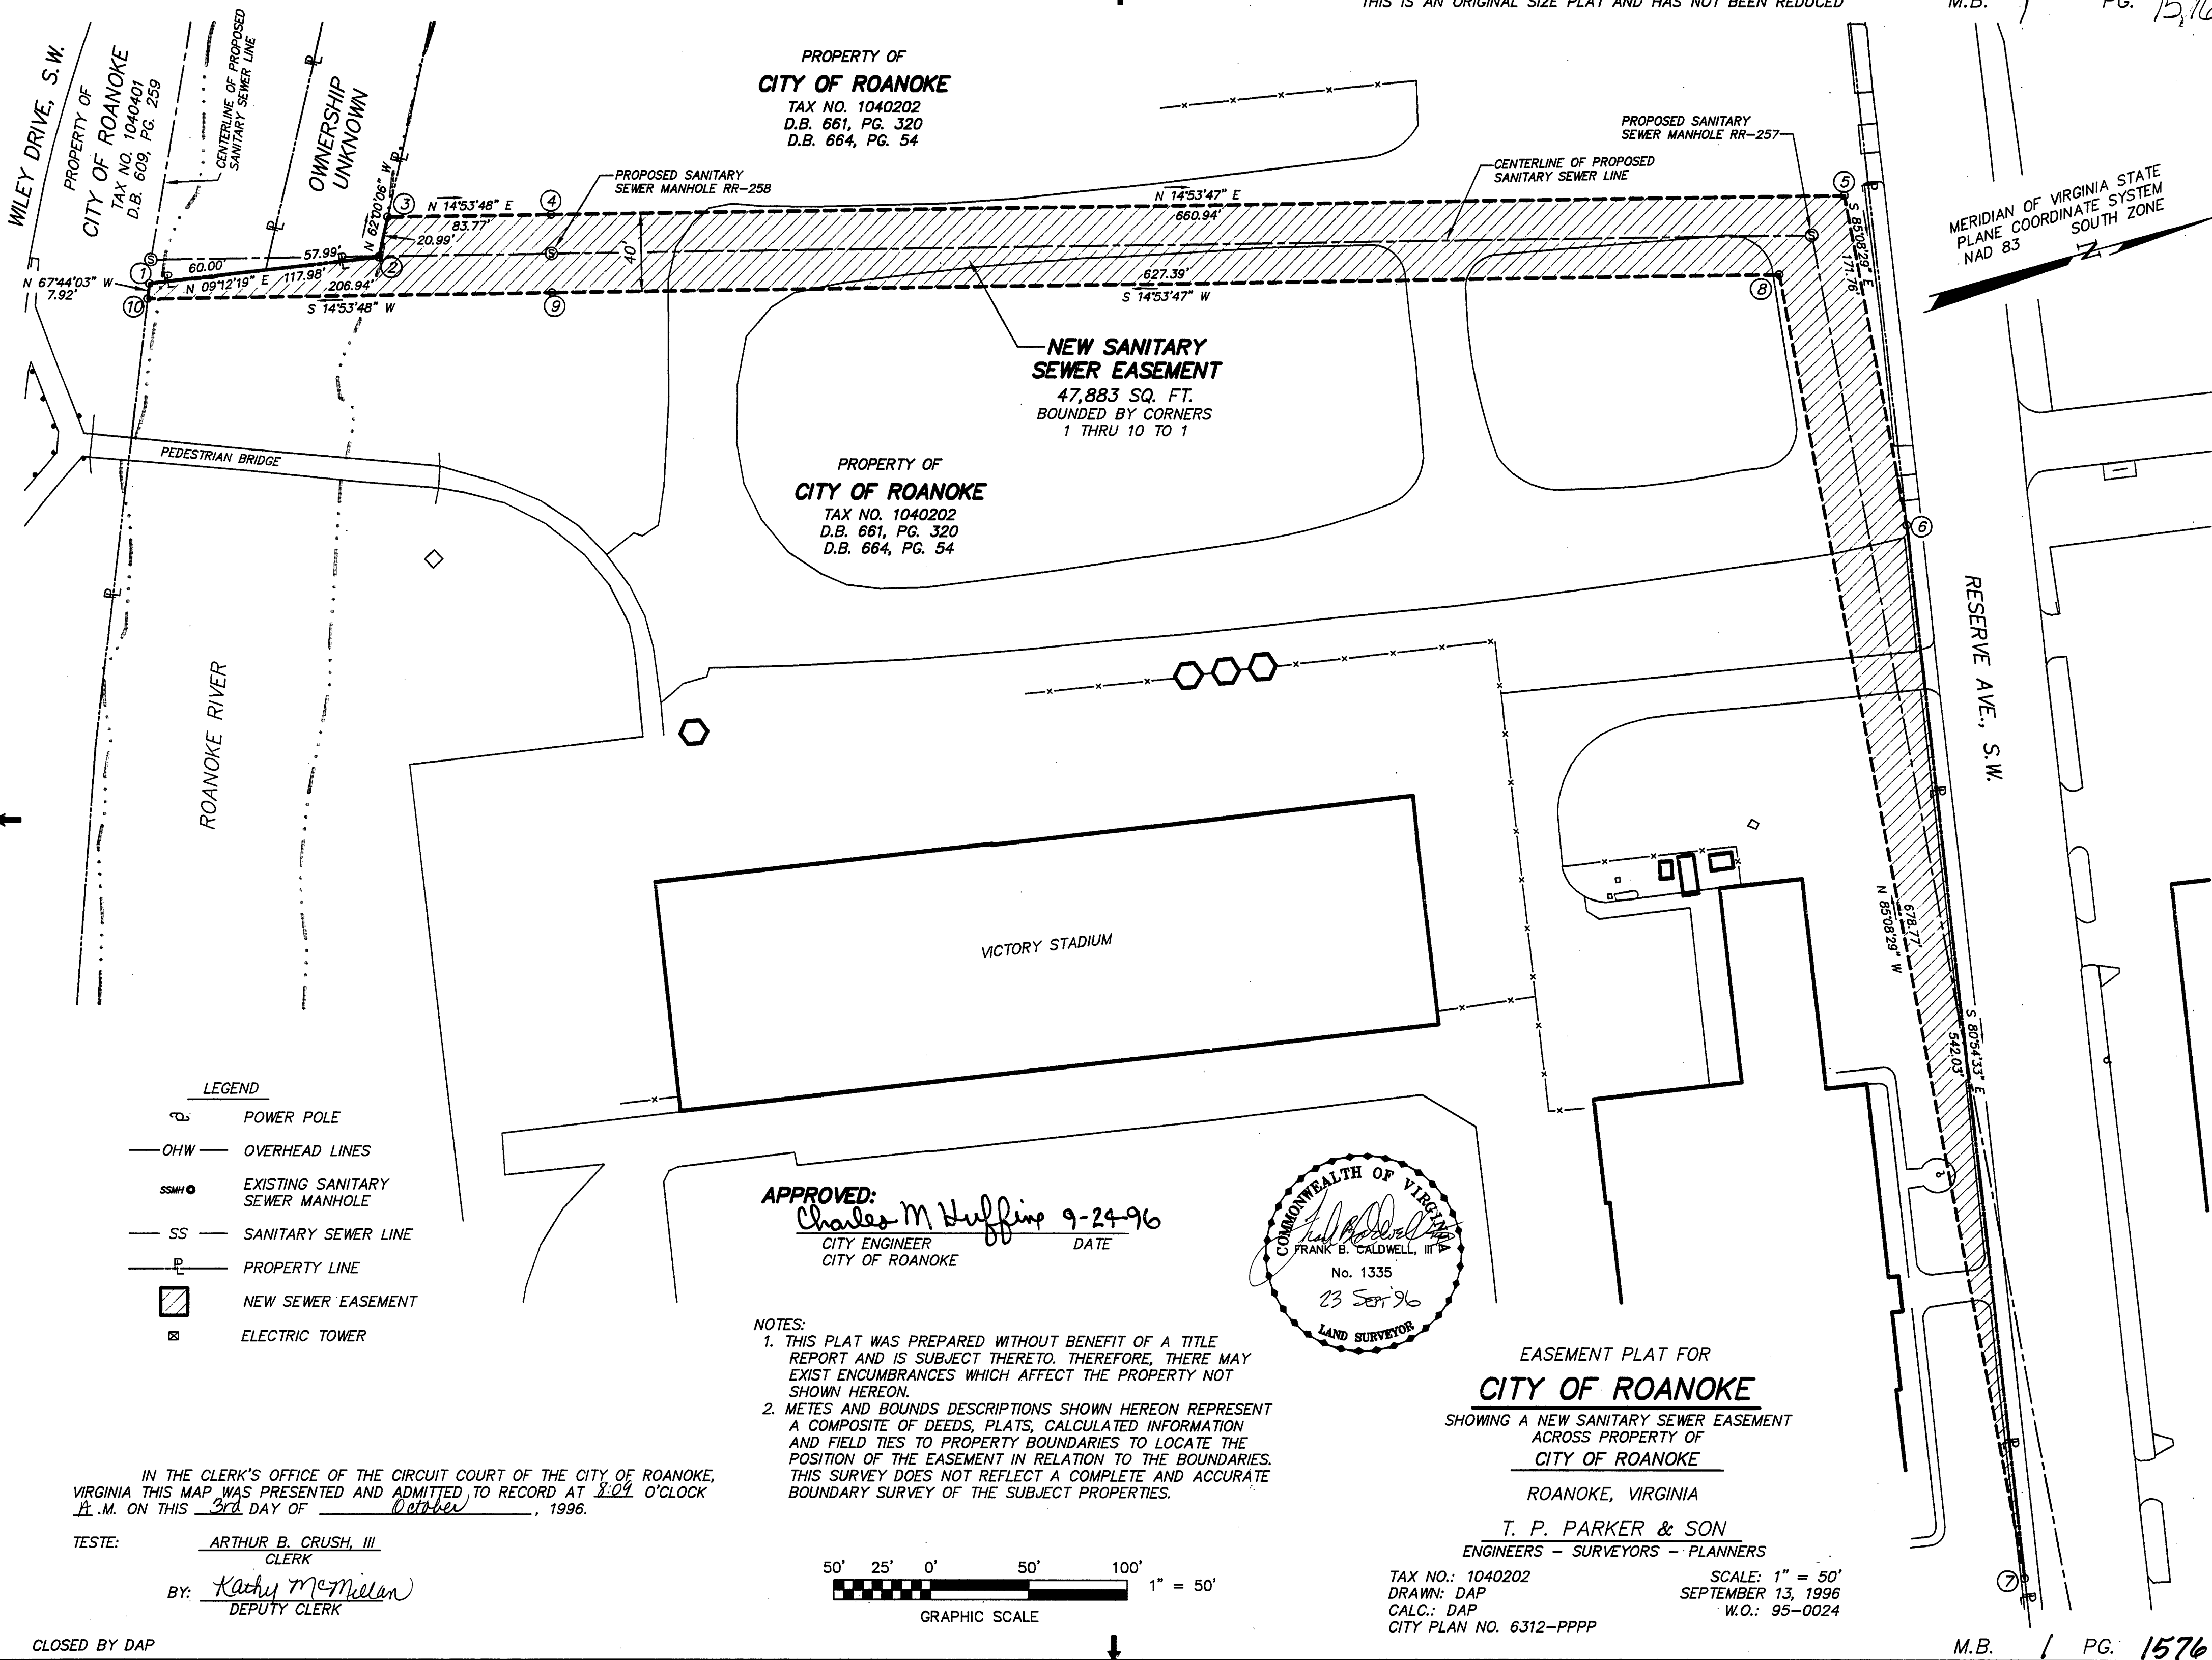 THIS IS AN ORIGINAL SIZE PLAT AND HAS NOT BEEN REDUCED
M.B. 1 PG. 1576
WILEY DRIVE, S.W.
PROPERTY OF
CITY OF ROANOKE
TAX NO. 1040401
D.B. 609, PG. 259
CENTERLINE OF PROPOSED
SANITARY SEWER LINE
OWNERSHIP
UNKNOWN
PROPERTY OF
CITY OF ROANOKE
TAX NO. 1040202
D.B. 661, PG. 320
D.B. 664, PG. 54
PROPOSED SANITARY
SEWER MANHOLE RR-258
CENTERLINE OF PROPOSED
SANITARY SEWER LINE
PROPOSED SANITARY
SEWER MANHOLE RR-257
MERIDIAN OF VIRGINIA STATE
PLANE COORDINATE SYSTEM
NAD 83 SOUTH ZONE
N
N 62°00'06" W
20.99'
3
N 14°53'48" E
83.77'
4
N 14°53'47" E
660.94'
5
S 85°08'29" E
171.76'
1
60.00'
57.99'
2
N 67°44'03" W
7.92'
N 09°12'19" E
117.98'
206.94'
10
S 14°53'48" W
9
40'
627.39'
S 14°53'47" W
8
NEW SANITARY
SEWER EASEMENT
47,883 SQ. FT.
BOUNDED BY CORNERS
1 THRU 10 TO 1
PEDESTRIAN BRIDGE
PROPERTY OF
CITY OF ROANOKE
TAX NO. 1040202
D.B. 661, PG. 320
D.B. 664, PG. 54
6
RESERVE AVE., S.W.
ROANOKE RIVER
VICTORY STADIUM
678.77'
N 85°08'29" W
S 80°54'33" E
542.03'
7
LEGEND
POWER POLE
OHW OVERHEAD LINES
SSMH EXISTING SANITARY
SEWER MANHOLE
SS SANITARY SEWER LINE
PL PROPERTY LINE
NEW SEWER EASEMENT
ELECTRIC TOWER
APPROVED:
Charles M Huffine 9-24-96
CITY ENGINEER DATE
CITY OF ROANOKE
COMMONWEALTH OF VIRGINIA
FRANK B. CALDWELL, III
No. 1335
23 Sept '96
LAND SURVEYOR
NOTES:
1. THIS PLAT WAS PREPARED WITHOUT BENEFIT OF A TITLE
REPORT AND IS SUBJECT THERETO. THEREFORE, THERE MAY
EXIST ENCUMBRANCES WHICH AFFECT THE PROPERTY NOT
SHOWN HEREON.
2. METES AND BOUNDS DESCRIPTIONS SHOWN HEREON REPRESENT
A COMPOSITE OF DEEDS, PLATS, CALCULATED INFORMATION
AND FIELD TIES TO PROPERTY BOUNDARIES TO LOCATE THE
POSITION OF THE EASEMENT IN RELATION TO THE BOUNDARIES.
THIS SURVEY DOES NOT REFLECT A COMPLETE AND ACCURATE
BOUNDARY SURVEY OF THE SUBJECT PROPERTIES.
EASEMENT PLAT FOR
CITY OF ROANOKE
SHOWING A NEW SANITARY SEWER EASEMENT
ACROSS PROPERTY OF
CITY OF ROANOKE
ROANOKE, VIRGINIA
T. P. PARKER & SON
ENGINEERS - SURVEYORS - PLANNERS
TAX NO.: 1040202 SCALE: 1" = 50'
DRAWN: DAP SEPTEMBER 13, 1996
CALC.: DAP W.O.: 95-0024
CITY PLAN NO. 6312-PPPP
IN THE CLERK'S OFFICE OF THE CIRCUIT COURT OF THE CITY OF ROANOKE,
VIRGINIA THIS MAP WAS PRESENTED AND ADMITTED TO RECORD AT 8:09 O'CLOCK
A.M. ON THIS 3rd DAY OF October, 1996.
TESTE: ARTHUR B. CRUSH, III
CLERK
BY: Kathy McMillan
DEPUTY CLERK
50' 25' 0' 50' 100'
1" = 50'
GRAPHIC SCALE
CLOSED BY DAP
M.B. 1 PG. 1576